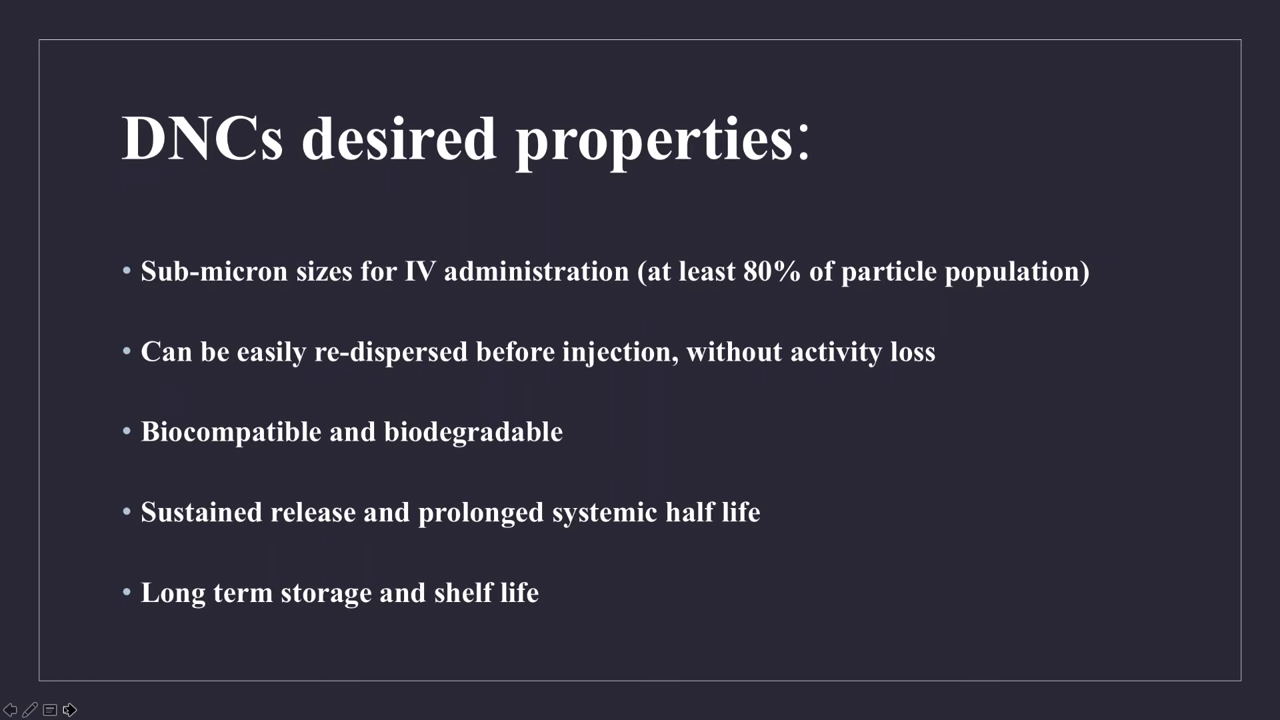 DNCs desired properties:
• Sub-micron sizes for IV administration (at least 80% of particle population)
• Can be easily re-dispersed before injection, without activity loss
• Biocompatible and biodegradable
• Sustained release and prolonged systemic half life
• Long term storage and shelf life